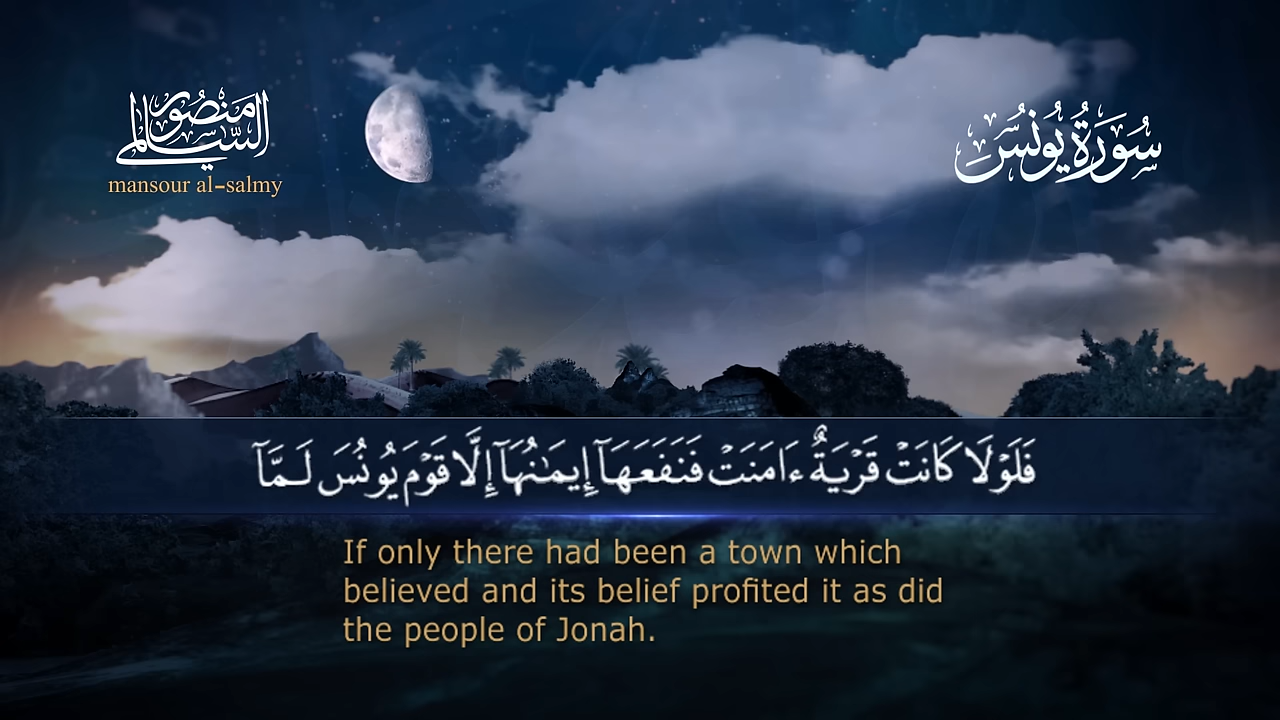 منصور
السالمي
mansour al-salmy
سُورَةُ يُونُسَ
فَلَوْلَا كَانَتْ قَرْيَةٌ ءَامَنَتْ فَنَفَعَهَآ إِيمَٰنُهَآ إِلَّا قَوْمَ يُونُسَ لَمَّآ
If only there had been a town which
believed and its belief profited it as did
the people of Jonah.